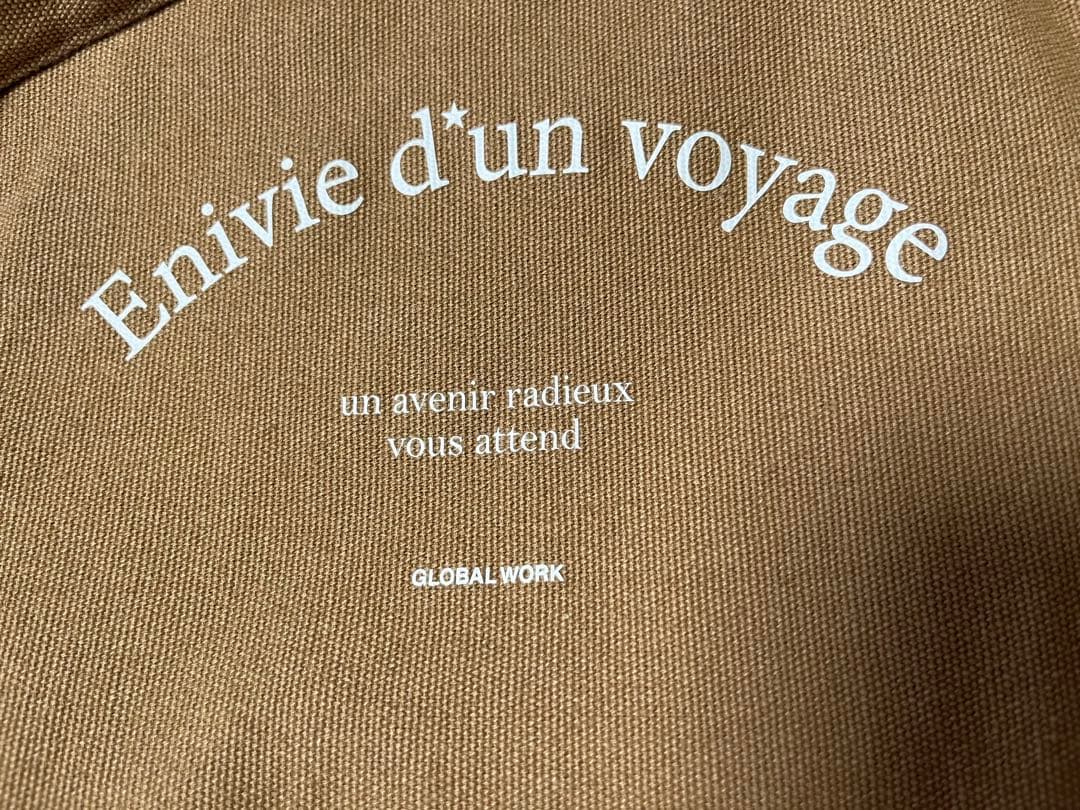 Enivie d'un voyage
un avenir radieux
vous attend
GLOBAL WORK